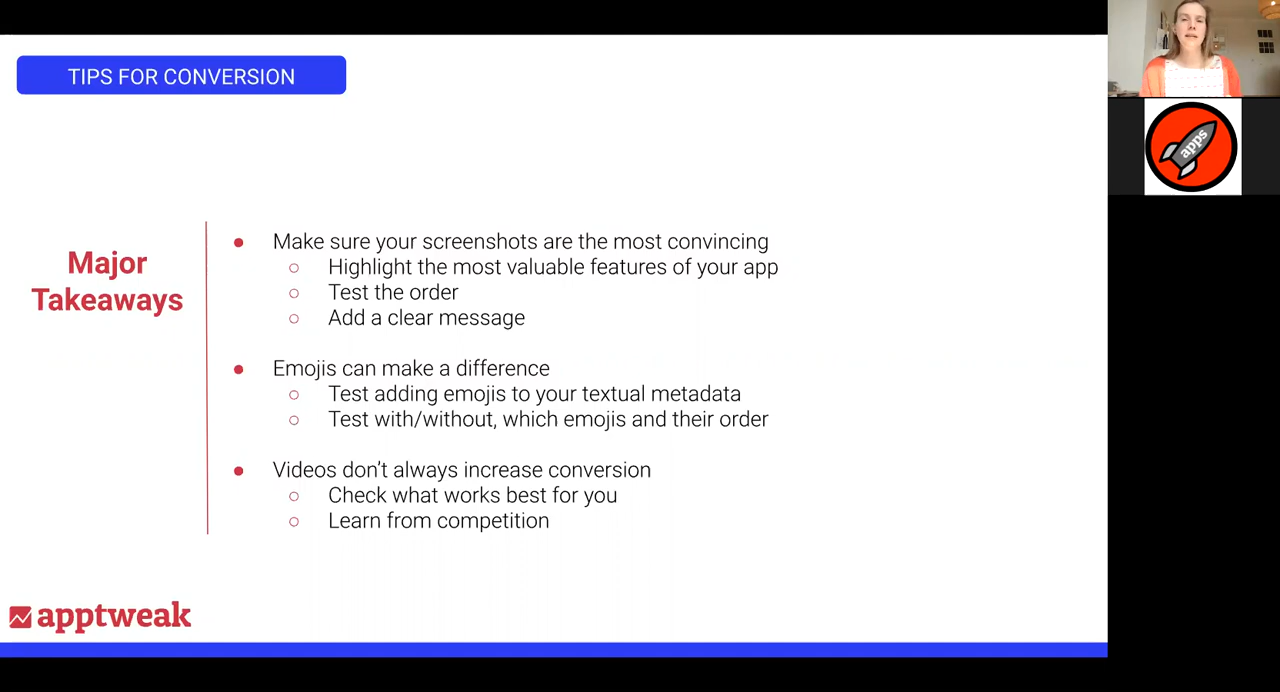 TIPS FOR CONVERSION
Major
Takeaways
● Make sure your screenshots are the most convincing
○ Highlight the most valuable features of your app
○ Test the order
○ Add a clear message
● Emojis can make a difference
○ Test adding emojis to your textual metadata
○ Test with/without, which emojis and their order
● Videos don’t always increase conversion
○ Check what works best for you
○ Learn from competition
apptweak
apps